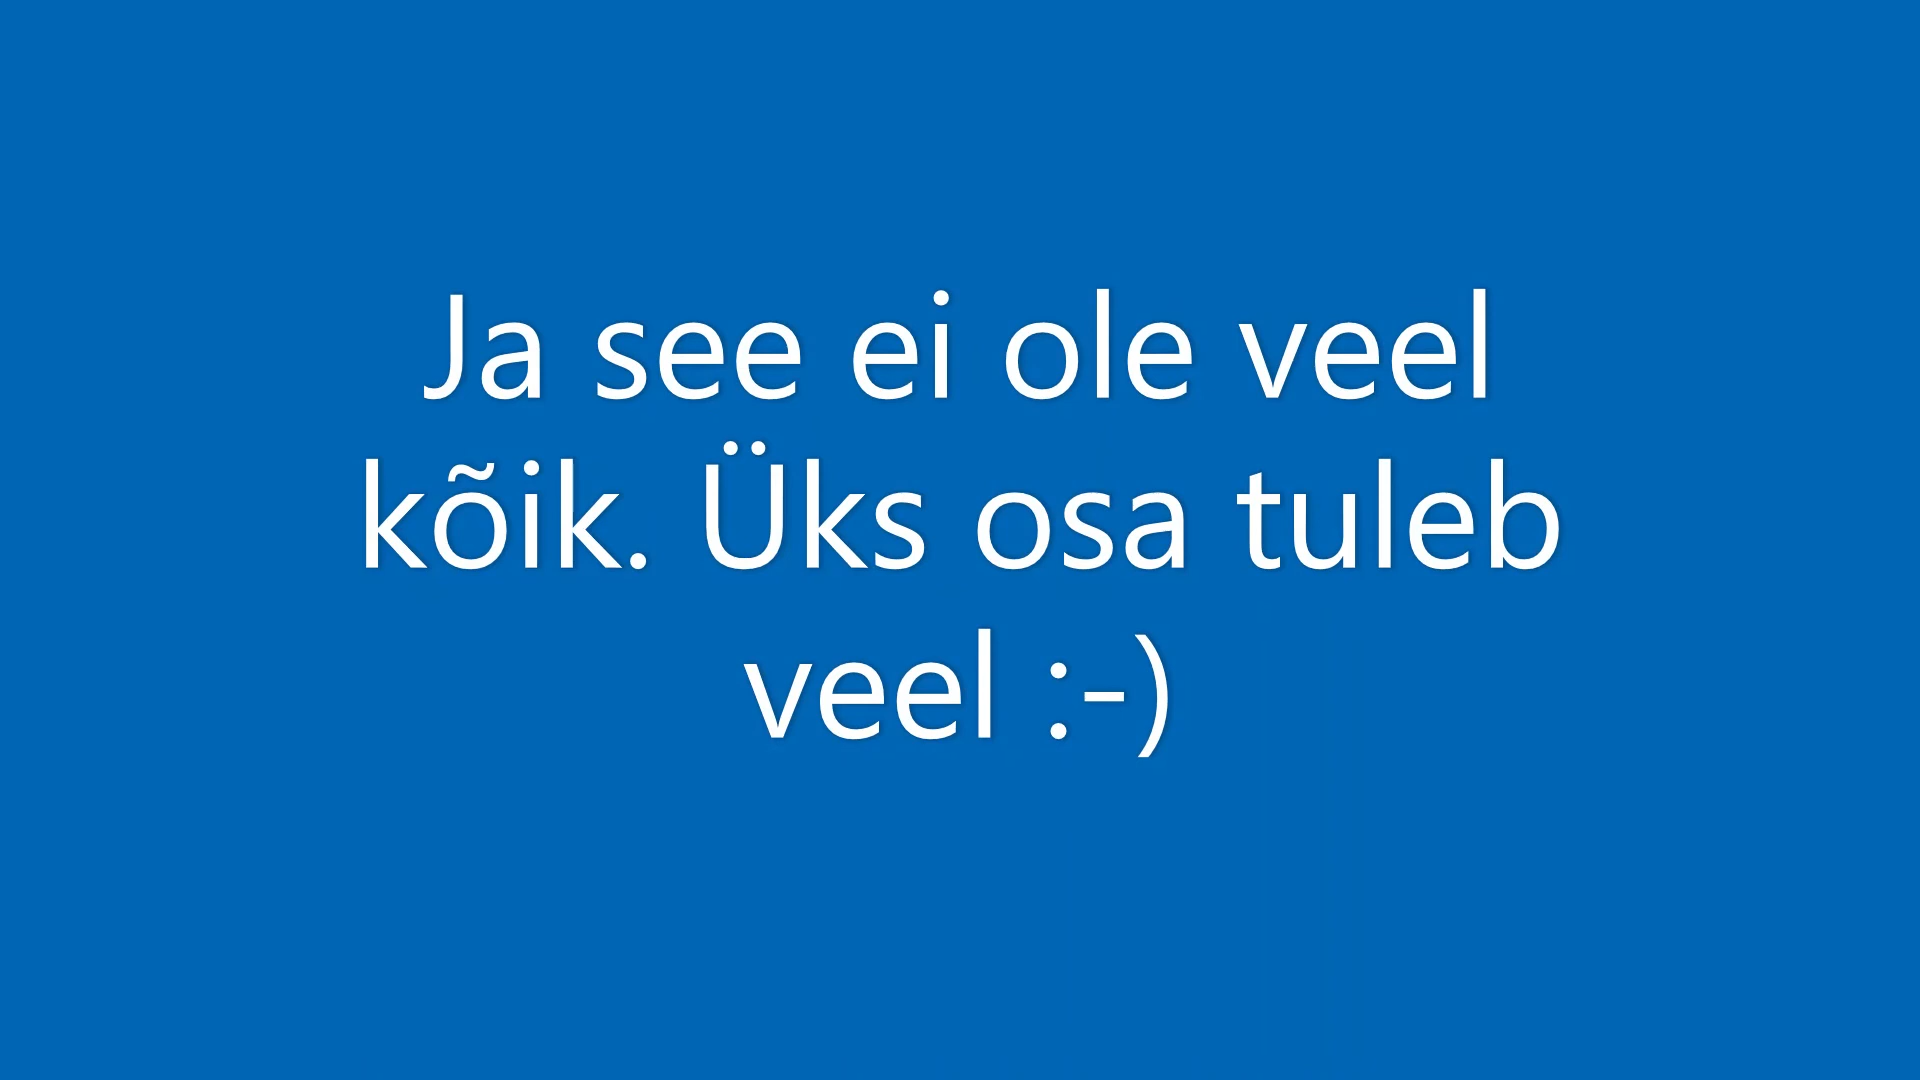 Ja see ei ole veel
kõik. Üks osa tuleb
veel :-)